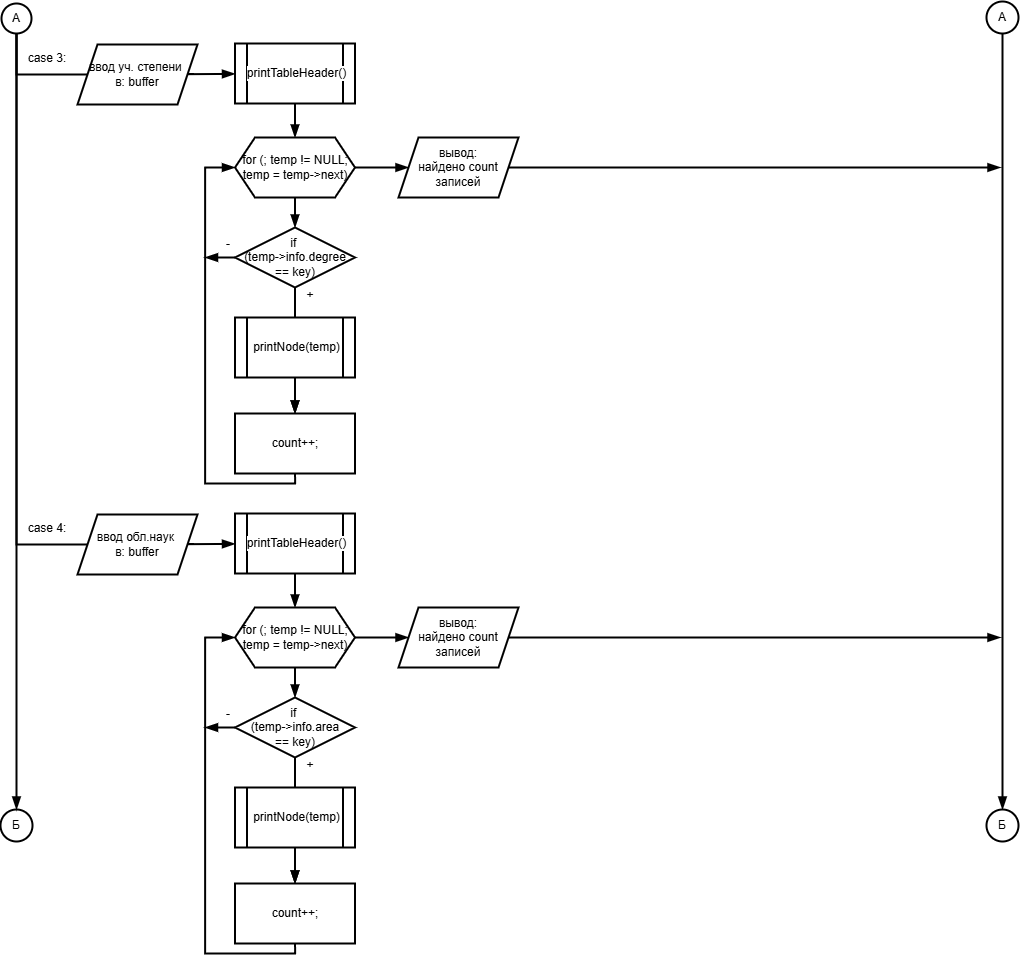 А
А
case 3:
ввод уч. степени
в: buffer
printTableHeader()
for (; temp != NULL;
temp = temp->next)
вывод:
найдено count
записей
-
if
(temp->info.degree
== key)
+
printNode(temp)
count++;
case 4:
ввод обл.наук
в: buffer
printTableHeader()
for (; temp != NULL;
temp = temp->next)
вывод:
найдено count
записей
-
if
(temp->info.area
== key)
+
printNode(temp)
Б
Б
count++;